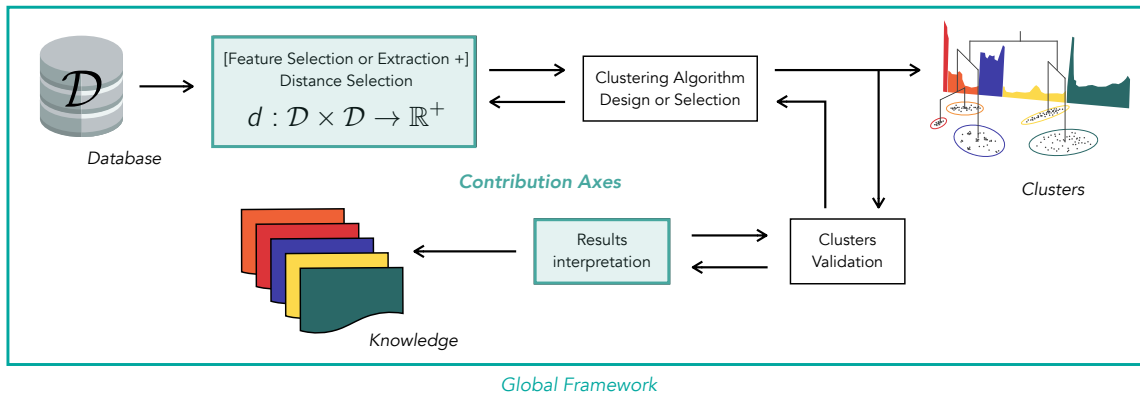 𝒟
Database
[Feature Selection or Extraction +]
Distance Selection
d : 𝒟 × 𝒟 → ℝ⁺
Clustering Algorithm
Design or Selection
Clusters
Contribution Axes
Knowledge
Results
interpretation
Clusters
Validation
Global Framework